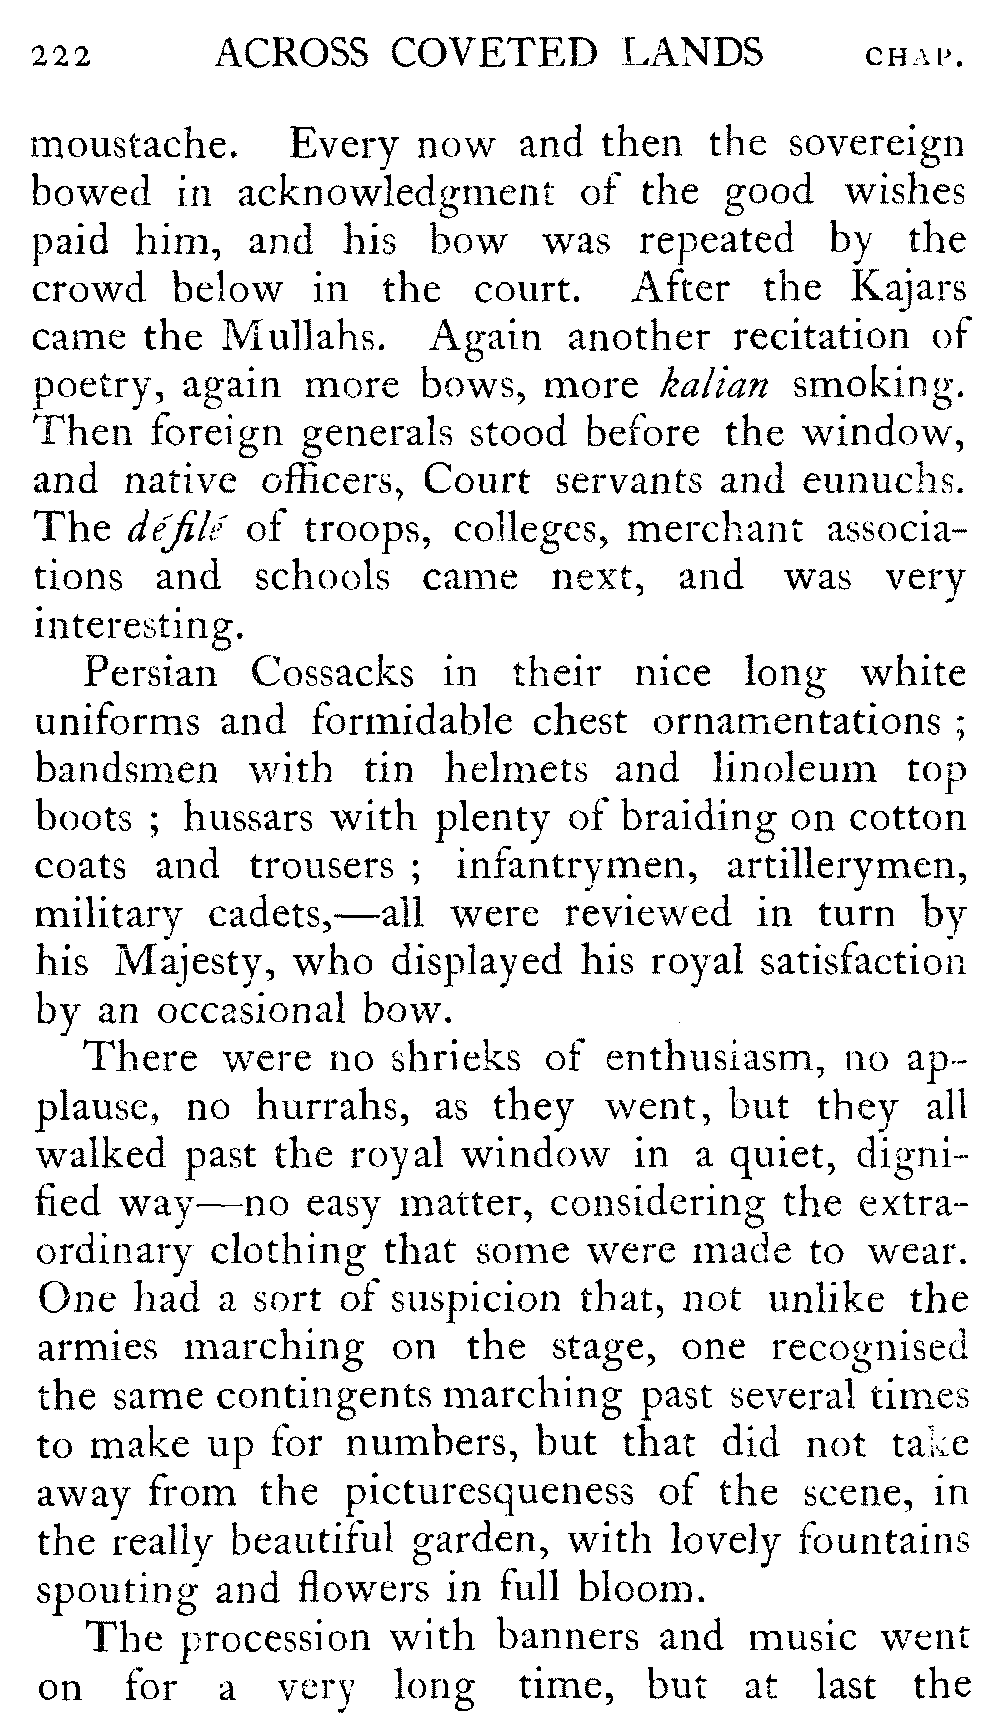 222 ACROSS COVETED LANDS CHAP.
moustache. Every now and then the sovereign
bowed in acknowledgment of the good wishes
paid him, and his bow was repeated by the
crowd below in the court. After the Kajars
came the Mullahs. Again another recitation of
poetry, again more bows, more kalian smoking.
Then foreign generals stood before the window,
and native officers, Court servants and eunuchs.
The défilé of troops, colleges, merchant associa-
tions and schools came next, and was very
interesting.
Persian Cossacks in their nice long white
uniforms and formidable chest ornamentations ;
bandsmen with tin helmets and linoleum top
boots ; hussars with plenty of braiding on cotton
coats and trousers ; infantrymen, artillerymen,
military cadets,—all were reviewed in turn by
his Majesty, who displayed his royal satisfaction
by an occasional bow.
There were no shrieks of enthusiasm, no ap-
plause, no hurrahs, as they went, but they all
walked past the royal window in a quiet, digni-
fied way—no easy matter, considering the extra-
ordinary clothing that some were made to wear.
One had a sort of suspicion that, not unlike the
armies marching on the stage, one recognised
the same contingents marching past several times
to make up for numbers, but that did not take
away from the picturesqueness of the scene, in
the really beautiful garden, with lovely fountains
spouting and flowers in full bloom.
The procession with banners and music went
on for a very long time, but at last the